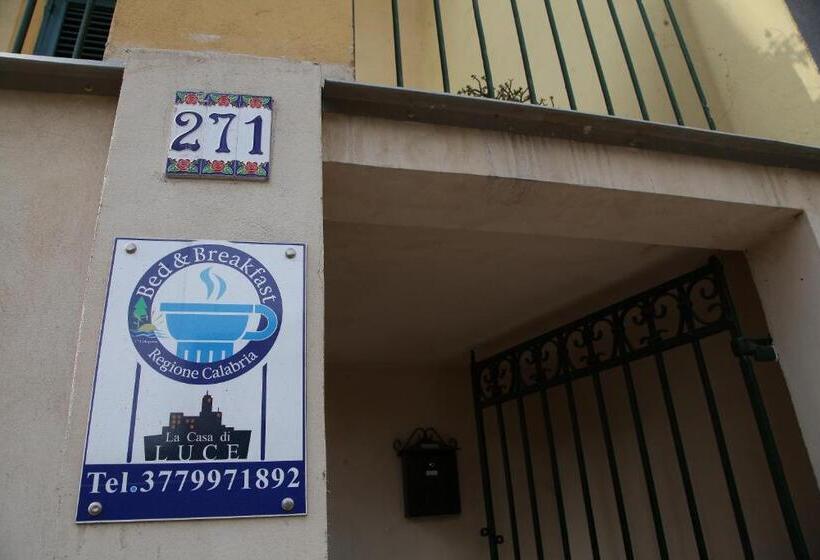 271
Bed & Breakfast
Regione Calabria
La Casa di
LUCE
Tel.3779971892